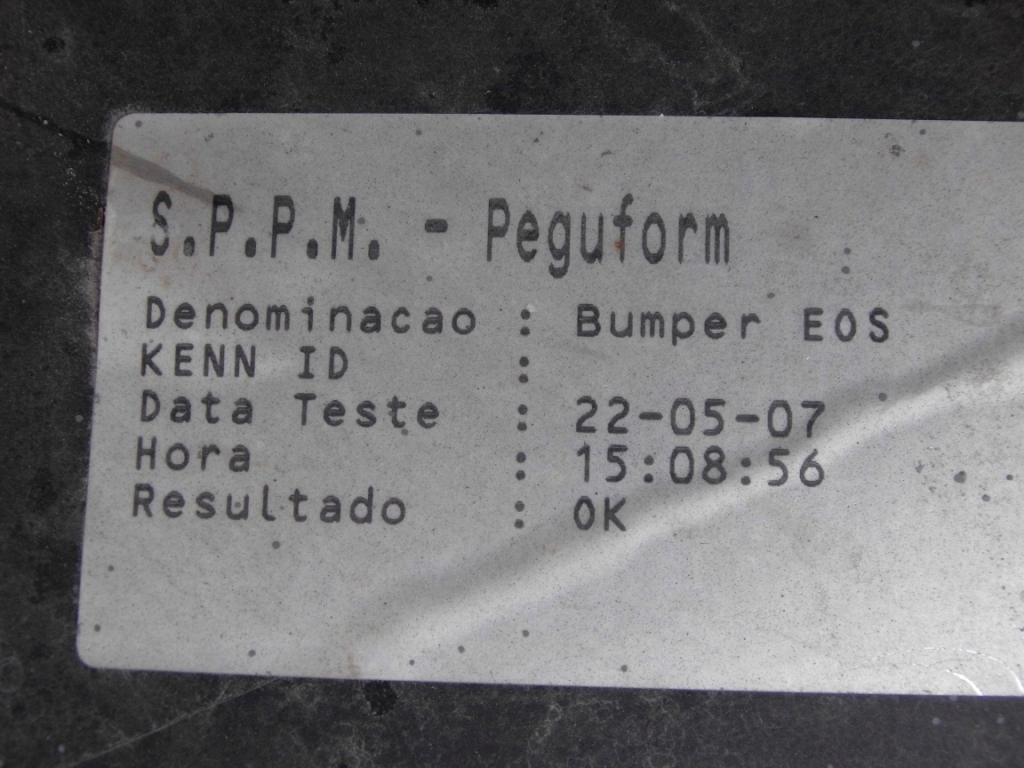 S.P.P.M. - Peguform
Denominacao : Bumper EOS
KENN ID :
Data Teste : 22-05-07
Hora : 15:08:56
Resultado : OK